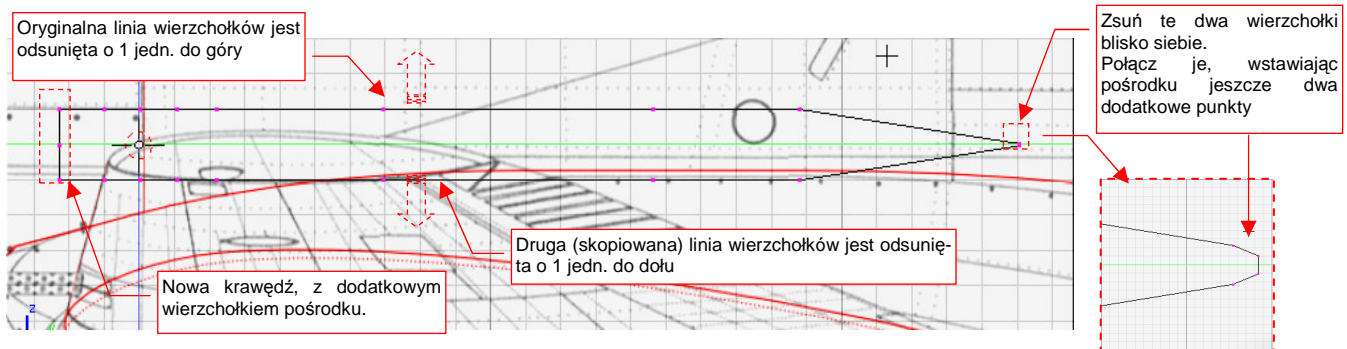 Oryginalna linia wierzchołków jest
odsunięta o 1 jedn. do góry
Zsuń te dwa wierzchołki
blisko siebie.
Połącz je, wstawiając
pośrodku jeszcze dwa
dodatkowe punkty
Druga (skopiowana) linia wierzchołków jest odsunię-
ta o 1 jedn. do dołu
Nowa krawędź, z dodatkowym
wierzchołkiem pośrodku.
z